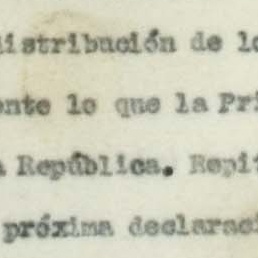 distribución de lo
ente lo que la Pri
a República. Repit
próxima declaraci